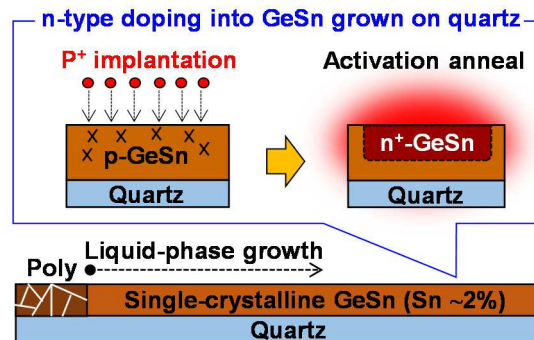 n-type doping into GeSn grown on quartz
P⁺ implantation
Activation anneal
p-GeSn
n⁺-GeSn
Quartz
Quartz
Liquid-phase growth
Poly
Single-crystalline GeSn (Sn ~2%)
Quartz